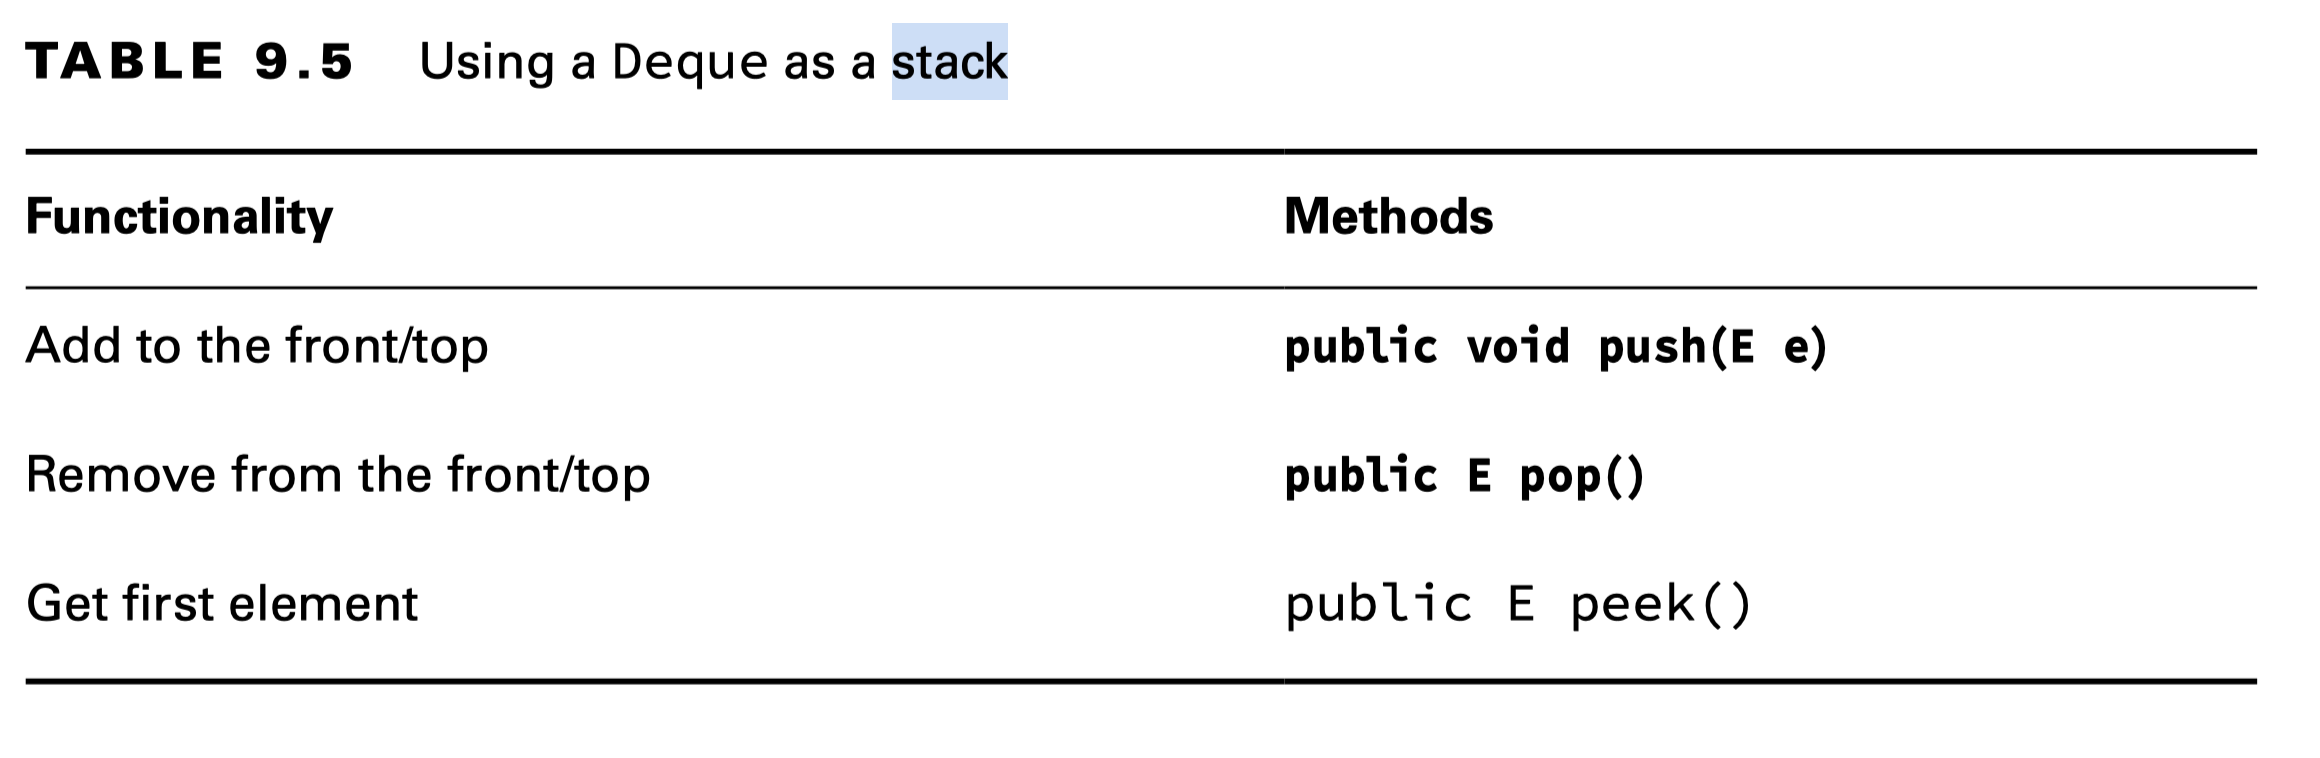 TABLE 9.5 Using a Deque as a stack
Functionality Methods
Add to the front/top public void push(E e)
Remove from the front/top public E pop()
Get first element public E peek()